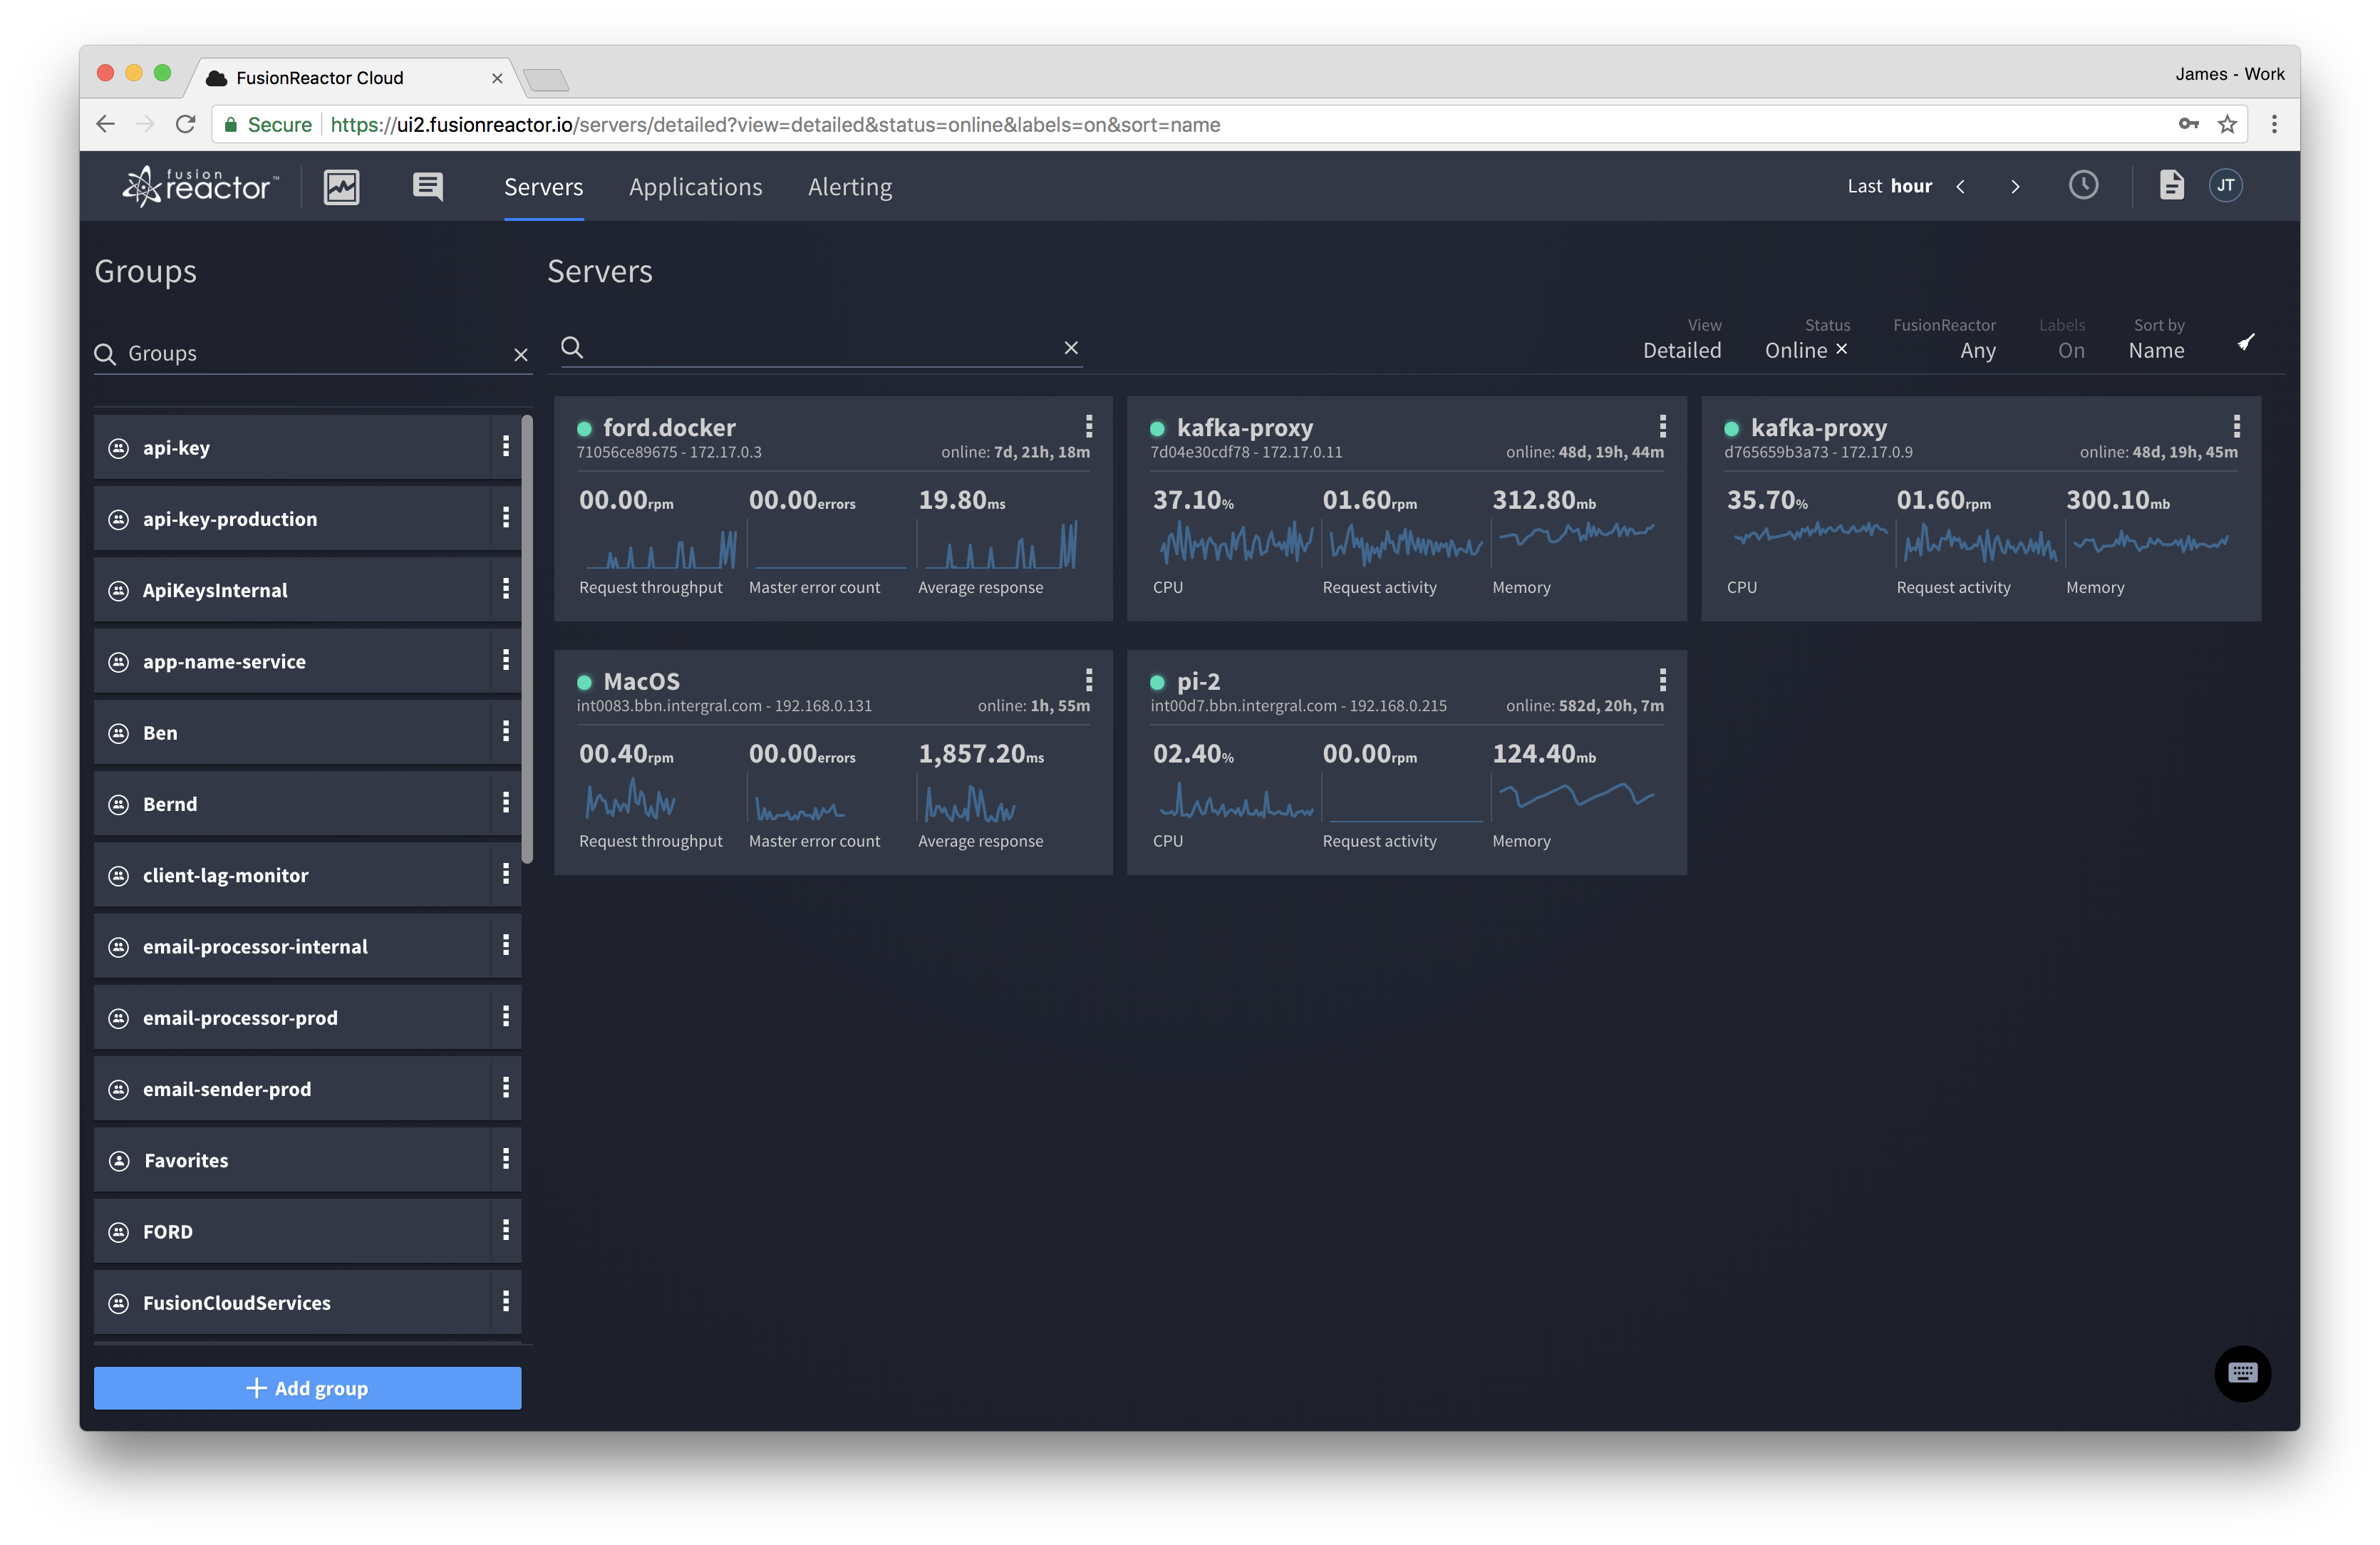 FusionReactor Cloud
James - Work
Secure https://ui2.fusionreactor.io/servers/detailed?view=detailed&status=online&labels=on&sort=name
fusion
reactor™
Servers
Applications
Alerting
Last hour
JT
Groups
Servers
Groups
View
Detailed
Status
Online
FusionReactor
Any
Labels
On
Sort by
Name
api-key
api-key-production
ApiKeysInternal
app-name-service
Ben
Bernd
client-lag-monitor
email-processor-internal
email-processor-prod
email-sender-prod
Favorites
FORD
FusionCloudServices
Add group
ford.docker
71056ce89675 - 172.17.0.3 online: 7d, 21h, 18m
00.00rpm 00.00errors 19.80ms
Request throughput Master error count Average response
kafka-proxy
7d04e30cdf78 - 172.17.0.11 online: 48d, 19h, 44m
37.10% 01.60rpm 312.80mb
CPU Request activity Memory
kafka-proxy
d765659b3a73 - 172.17.0.9 online: 48d, 19h, 45m
35.70% 01.60rpm 300.10mb
CPU Request activity Memory
MacOS
int0083.bbn.intergral.com - 192.168.0.131 online: 1h, 55m
00.40rpm 00.00errors 1,857.20ms
Request throughput Master error count Average response
pi-2
int00d7.bbn.intergral.com - 192.168.0.215 online: 582d, 20h, 7m
02.40% 00.00rpm 124.40mb
CPU Request activity Memory